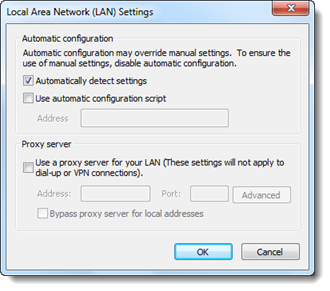 Local Area Network (LAN) Settings
Automatic configuration
Automatic configuration may override manual settings. To ensure the
use of manual settings, disable automatic configuration.
Automatically detect settings
Use automatic configuration script
Address
Proxy server
Use a proxy server for your LAN (These settings will not apply to
dial-up or VPN connections).
Address: Port: Advanced
Bypass proxy server for local addresses
OK Cancel